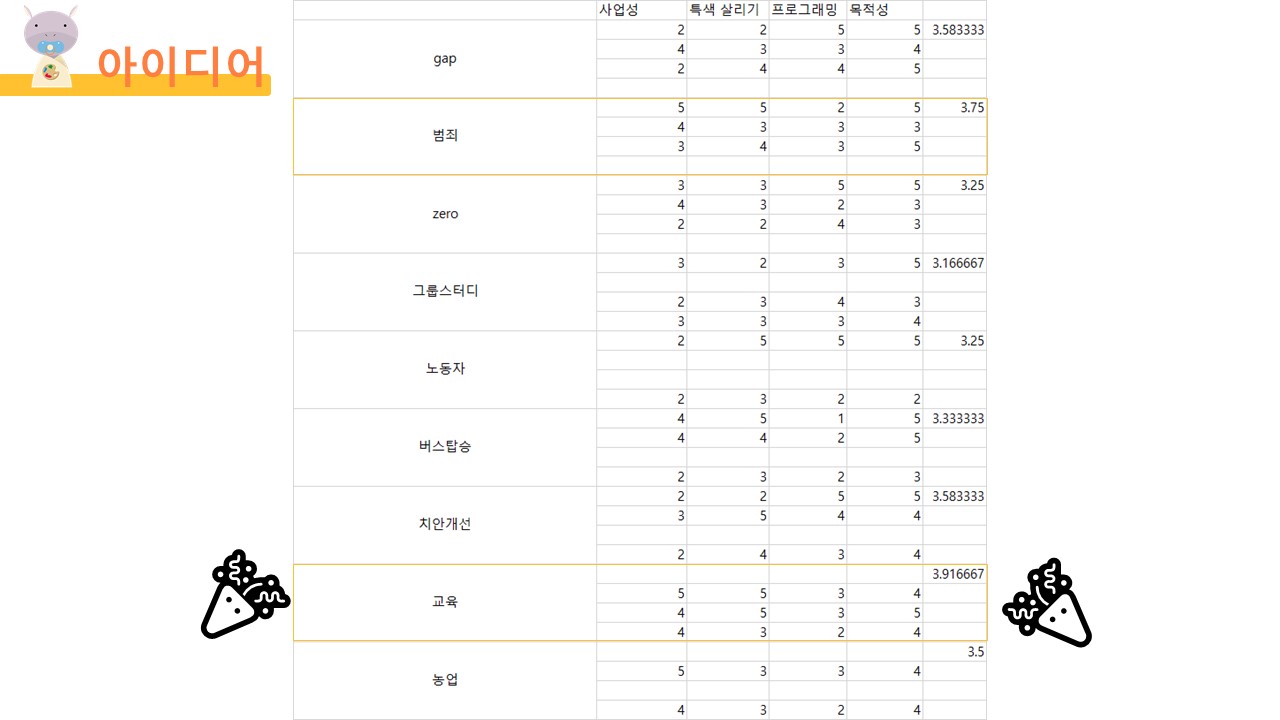 아이디어
사업성 특색 살리기 프로그래밍 목적성
gap
2 2 5 5 3.583333
4 3 3 4
2 4 4 5
범죄
5 5 2 5 3.75
4 3 3 3
3 4 3 5
zero
3 3 5 5 3.25
4 3 2 3
2 2 4 3
그룹스터디
3 2 3 5 3.166667
2 3 4 3
3 3 3 4
노동자
2 5 5 5 3.25
2 3 2 2
버스탑승
4 5 1 5 3.333333
4 4 2 5
2 3 2 3
치안개선
2 2 5 5 3.583333
3 5 4 4
2 4 3 4
교육
3.916667
5 5 3 4
4 5 3 5
4 3 2 4
농업
3.5
5 3 3 4
4 3 2 4